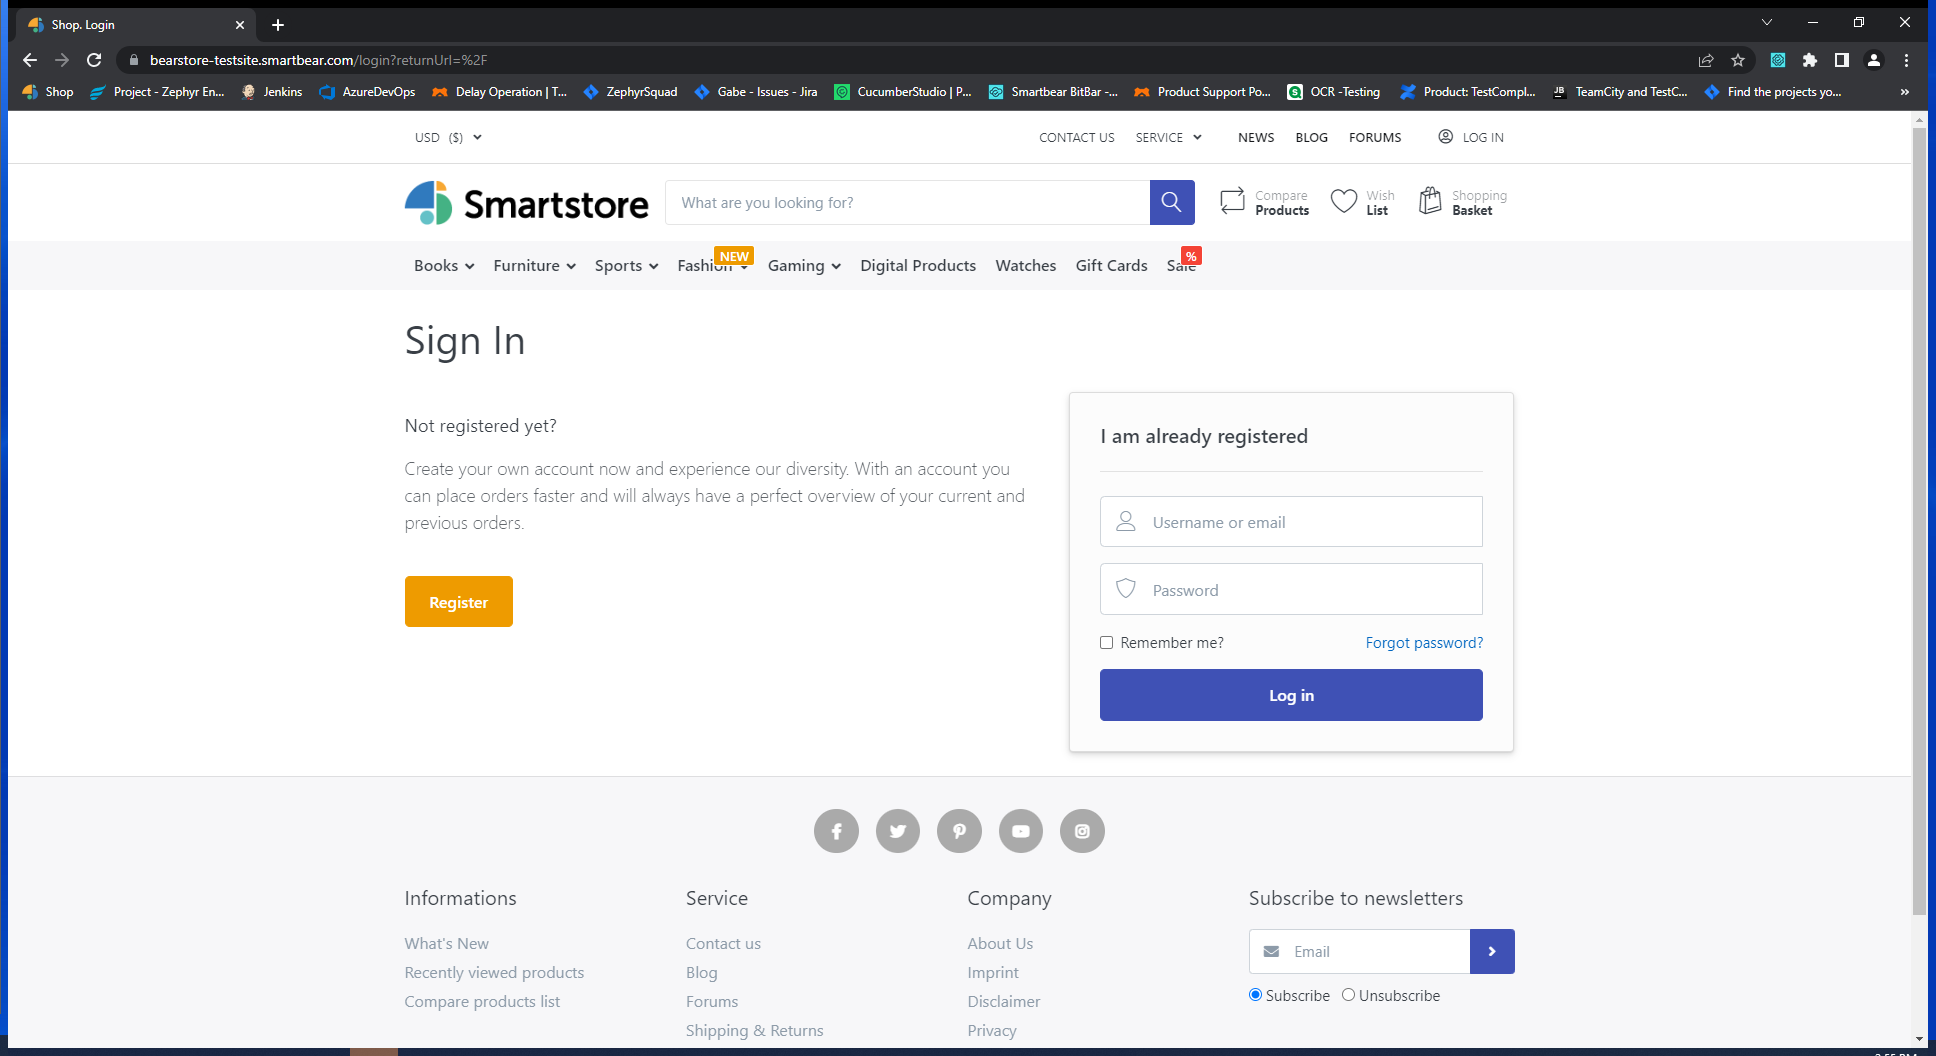 Shop. Login
bearstore-testsite.smartbear.com/login?returnUrl=%2F
Shop
Project - Zephyr En...
Jenkins
AzureDevOps
Delay Operation | T...
ZephyrSquad
Gabe - Issues - Jira
CucumberStudio | P...
Smartbear BitBar -...
Product Support Po...
OCR -Testing
Product: TestCompl...
TeamCity and TestC...
Find the projects yo...
USD ($)
CONTACT US
SERVICE
NEWS
BLOG
FORUMS
LOG IN
Smartstore
What are you looking for?
Compare
Products
Wish
List
Shopping
Basket
Books
Furniture
Sports
Fashion
NEW
Gaming
Digital Products
Watches
Gift Cards
Sale
%
Sign In
Not registered yet?
Create your own account now and experience our diversity. With an account you
can place orders faster and will always have a perfect overview of your current and
previous orders.
Register
I am already registered
Username or email
Password
Remember me?
Forgot password?
Log in
Informations
What's New
Recently viewed products
Compare products list
Service
Contact us
Blog
Forums
Shipping & Returns
Company
About Us
Imprint
Disclaimer
Privacy
Subscribe to newsletters
Email
Subscribe
Unsubscribe